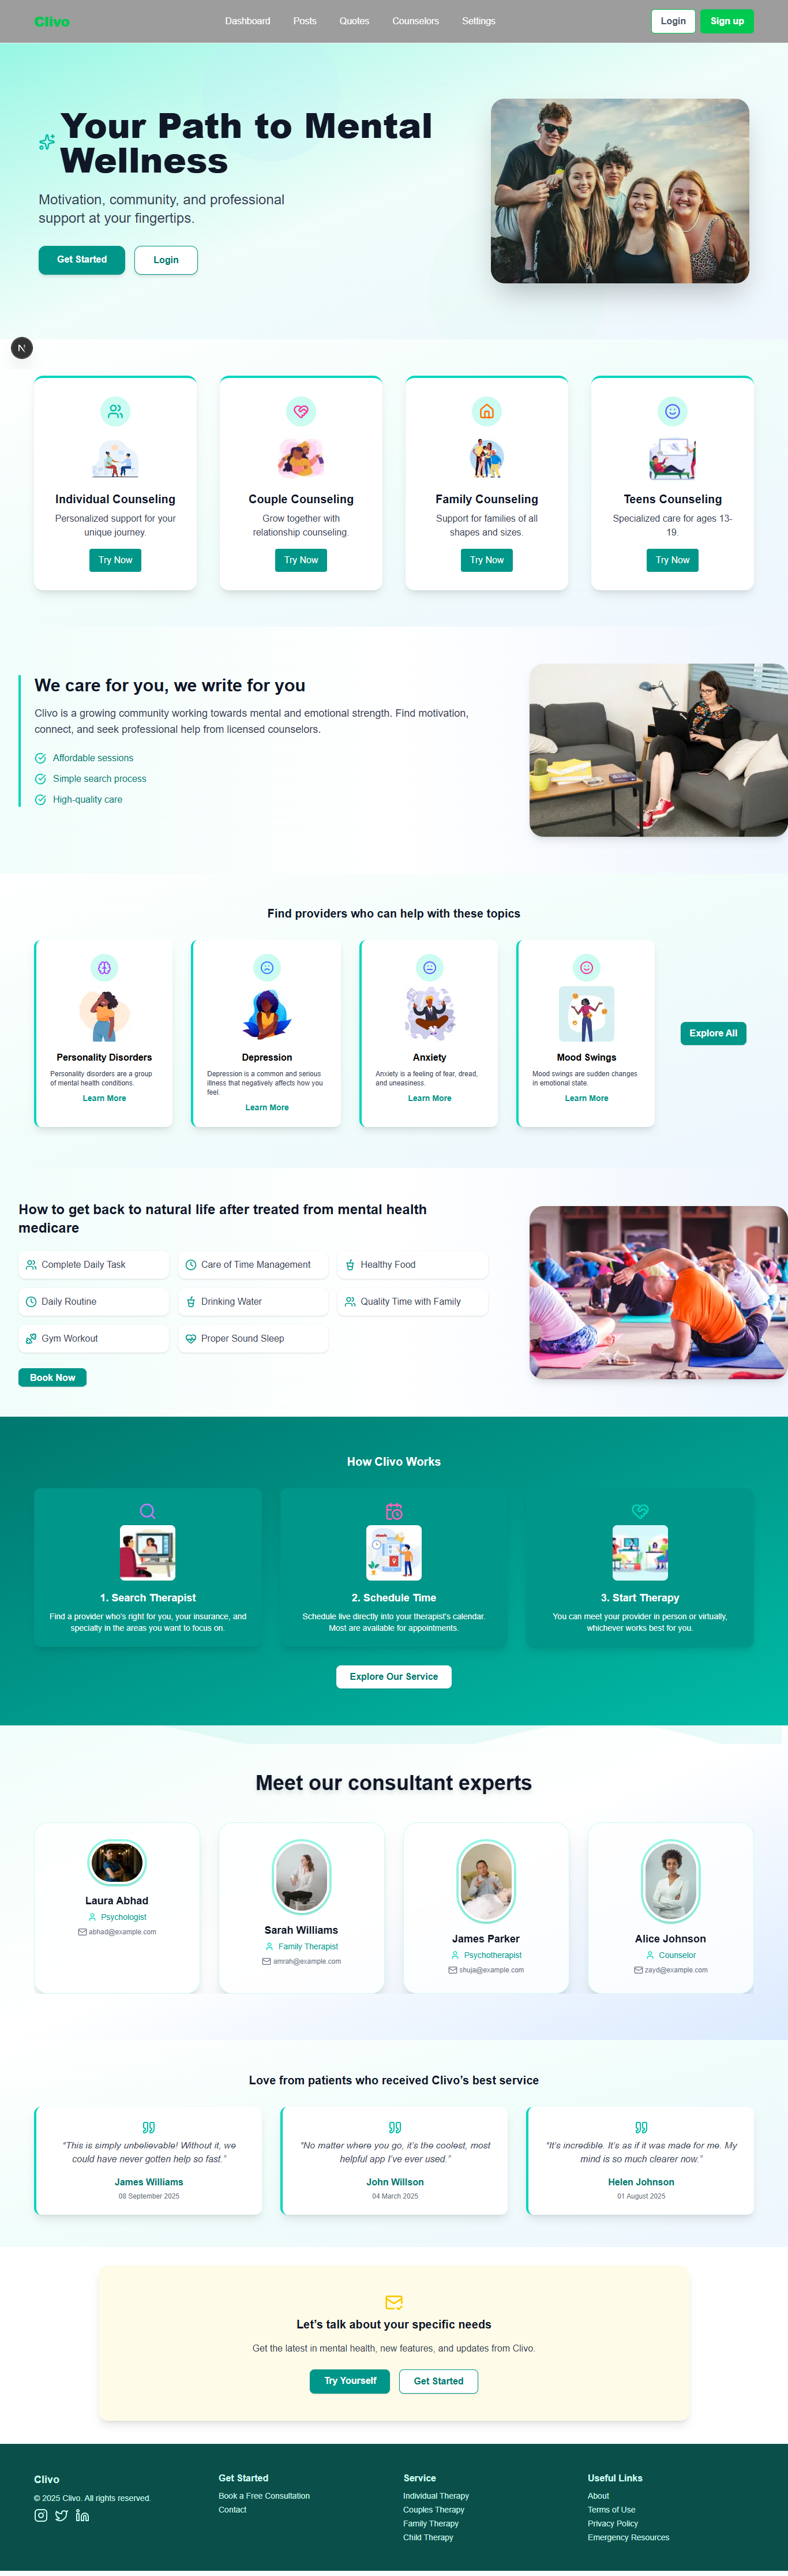 Clivo
Dashboard
Posts
Quotes
Counselors
Settings
Login
Sign up
Your Path to Mental
Wellness
Motivation, community, and professional
support at your fingertips.
Get Started
Login
N
Individual Counseling
Personalized support for your
unique journey.
Try Now
Couple Counseling
Grow together with
relationship counseling.
Try Now
Family Counseling
Support for families of all
shapes and sizes.
Try Now
Teens Counseling
Specialized care for ages 13-
19.
Try Now
We care for you, we write for you
Clivo is a growing community working towards mental and emotional strength. Find motivation,
connect, and seek professional help from licensed counselors.
Affordable sessions
Simple search process
High-quality care
Find providers who can help with these topics
Personality Disorders
Personality disorders are a group
of mental health conditions.
Learn More
Depression
Depression is a common and serious
illness that negatively affects how you
feel.
Learn More
Anxiety
Anxiety is a feeling of fear, dread,
and uneasiness.
Learn More
Mood Swings
Mood swings are sudden changes
in emotional state.
Learn More
Explore All
How to get back to natural life after treated from mental health
medicare
Complete Daily Task
Care of Time Management
Healthy Food
Daily Routine
Drinking Water
Quality Time with Family
Gym Workout
Proper Sound Sleep
Book Now
How Clivo Works
1. Search Therapist
Find a provider who's right for you, your insurance, and
specialty in the areas you want to focus on.
2. Schedule Time
Schedule live directly into your therapist's calendar.
Most are available for appointments.
3. Start Therapy
You can meet your provider in person or virtually,
whichever works best for you.
Explore Our Service
Meet our consultant experts
Laura Abhad
Psychologist
abhad@example.com
Sarah Williams
Family Therapist
amrah@example.com
James Parker
Psychotherapist
shuja@example.com
Alice Johnson
Counselor
zayd@example.com
Love from patients who received Clivo's best service
"This is simply unbelievable! Without it, we
could have never gotten help so fast."
James Williams
08 September 2025
"No matter where you go, it's the coolest, most
helpful app I've ever used."
John Willson
04 March 2025
"It's incredible. It's as if it was made for me. My
mind is so much clearer now."
Helen Johnson
01 August 2025
Let's talk about your specific needs
Get the latest in mental health, new features, and updates from Clivo.
Try Yourself
Get Started
Clivo
© 2025 Clivo. All rights reserved.
Get Started
Book a Free Consultation
Contact
Service
Individual Therapy
Couples Therapy
Family Therapy
Child Therapy
Useful Links
About
Terms of Use
Privacy Policy
Emergency Resources